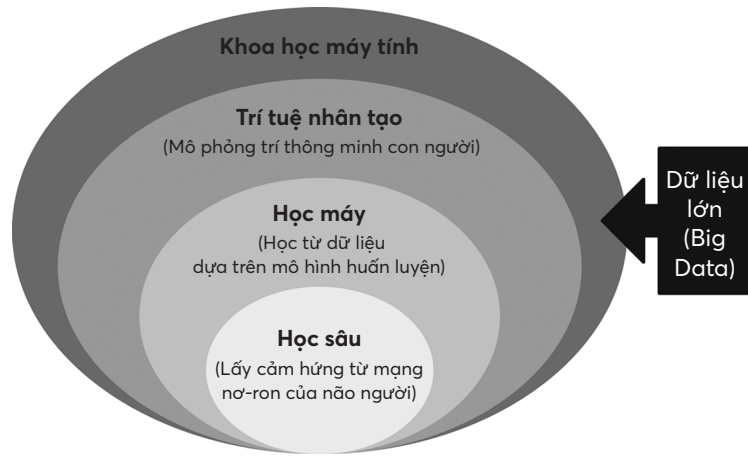 Khoa học máy tính
Trí tuệ nhân tạo
(Mô phỏng trí thông minh con người)
Học máy
(Học từ dữ liệu
dựa trên mô hình huấn luyện)
Học sâu
(Lấy cảm hứng từ mạng
nơ-ron của não người)
Dữ liệu
lớn
(Big
Data)